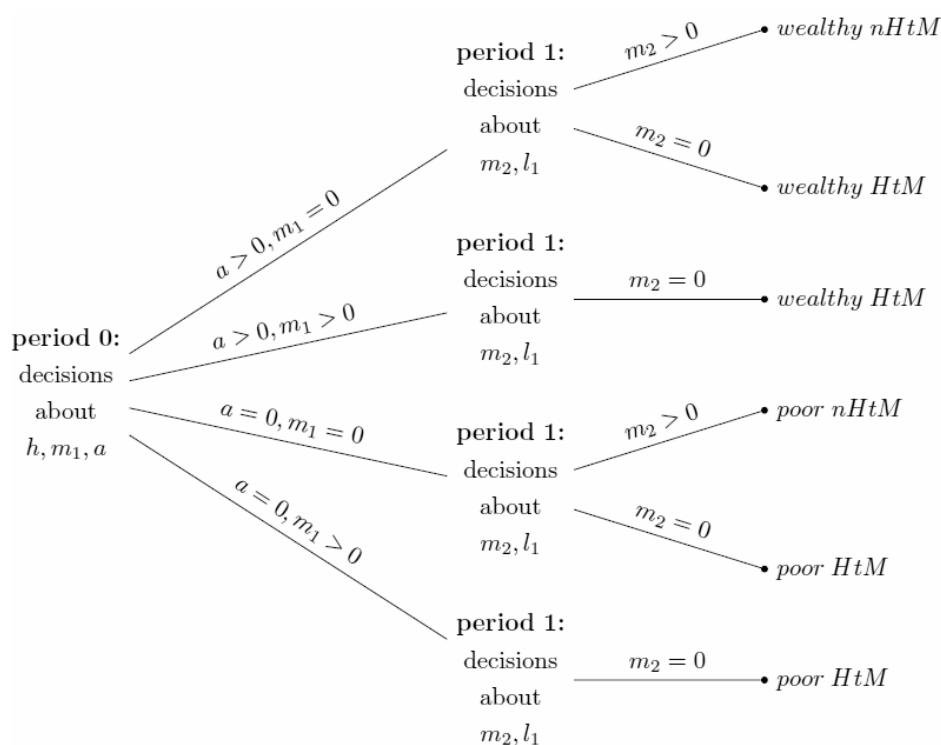 period 0:
decisions
about
h, m₁, a
a > 0, m₁ = 0
a > 0, m₁ > 0
a = 0, m₁ = 0
a = 0, m₁ > 0
period 1:
decisions
about
m₂, l₁
m₂ > 0
wealthy nHtM
m₂ = 0
wealthy HtM
period 1:
decisions
about
m₂, l₁
m₂ = 0
wealthy HtM
period 1:
decisions
about
m₂, l₁
m₂ > 0
poor nHtM
m₂ = 0
poor HtM
period 1:
decisions
about
m₂, l₁
m₂ = 0
poor HtM